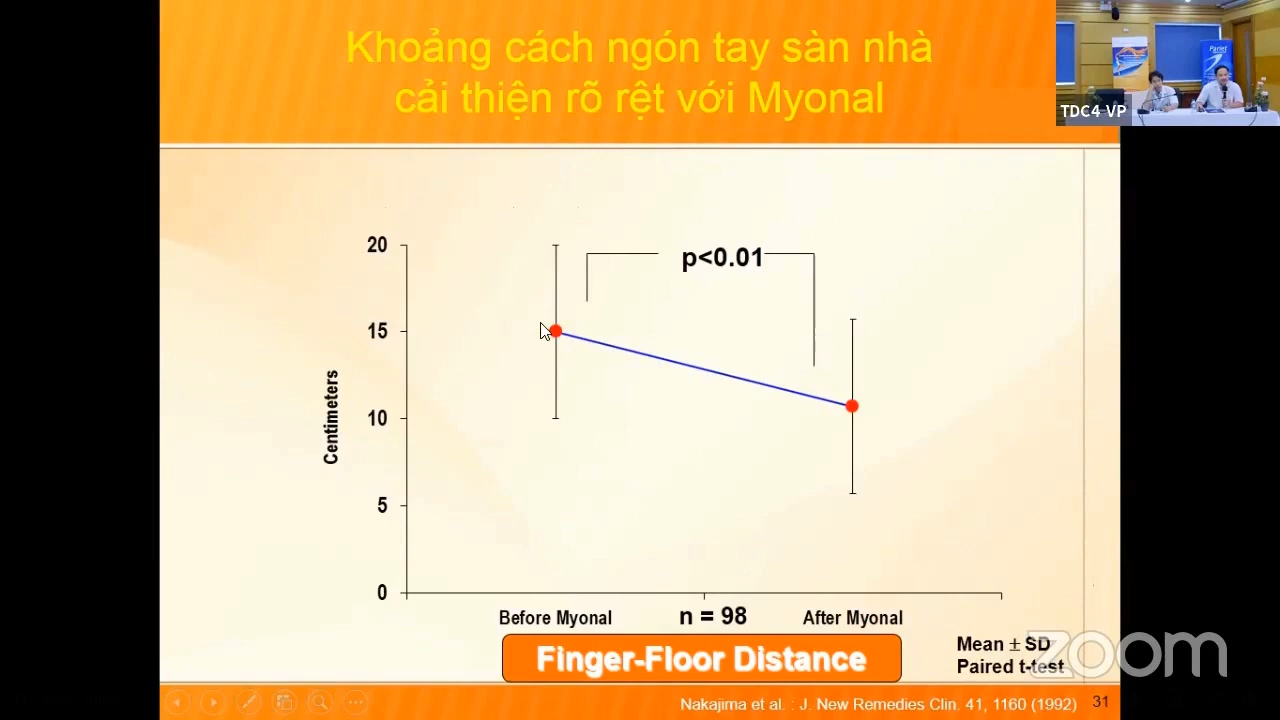 Khoảng cách ngón tay sàn nhà
cải thiện rõ rệt với Myonal
Pariet
TDC4 VP
20
15
10
5
0
Centimeters
p<0.01
Before Myonal
n = 98
After Myonal
Finger-Floor Distance
Mean ± SD
Paired t-test
zoom
Nakajima et al. : J. New Remedies Clin. 41, 1160 (1992)
31